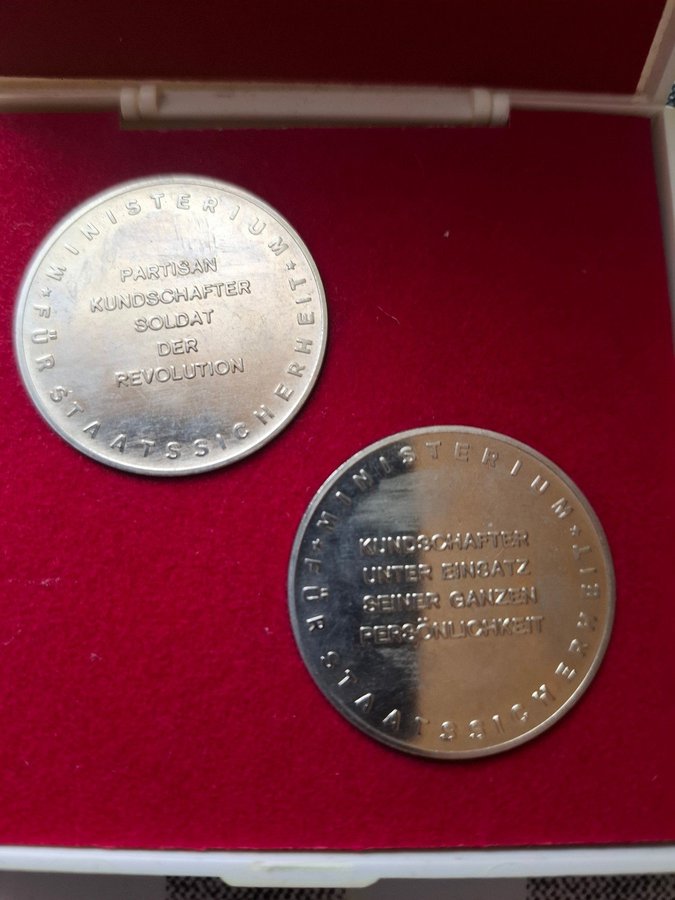 ★ MINISTERIUM ★
FÜR STAATSSICHERHEIT
PARTISAN
KUNDSCHAFTER
SOLDAT
DER
REVOLUTION
★ MINISTERIUM ★
FÜR STAATSSICHERHEIT
KUNDSCHAFTER
UNTER EINSATZ
SEINER GANZEN
PERSÖNLICHKEIT